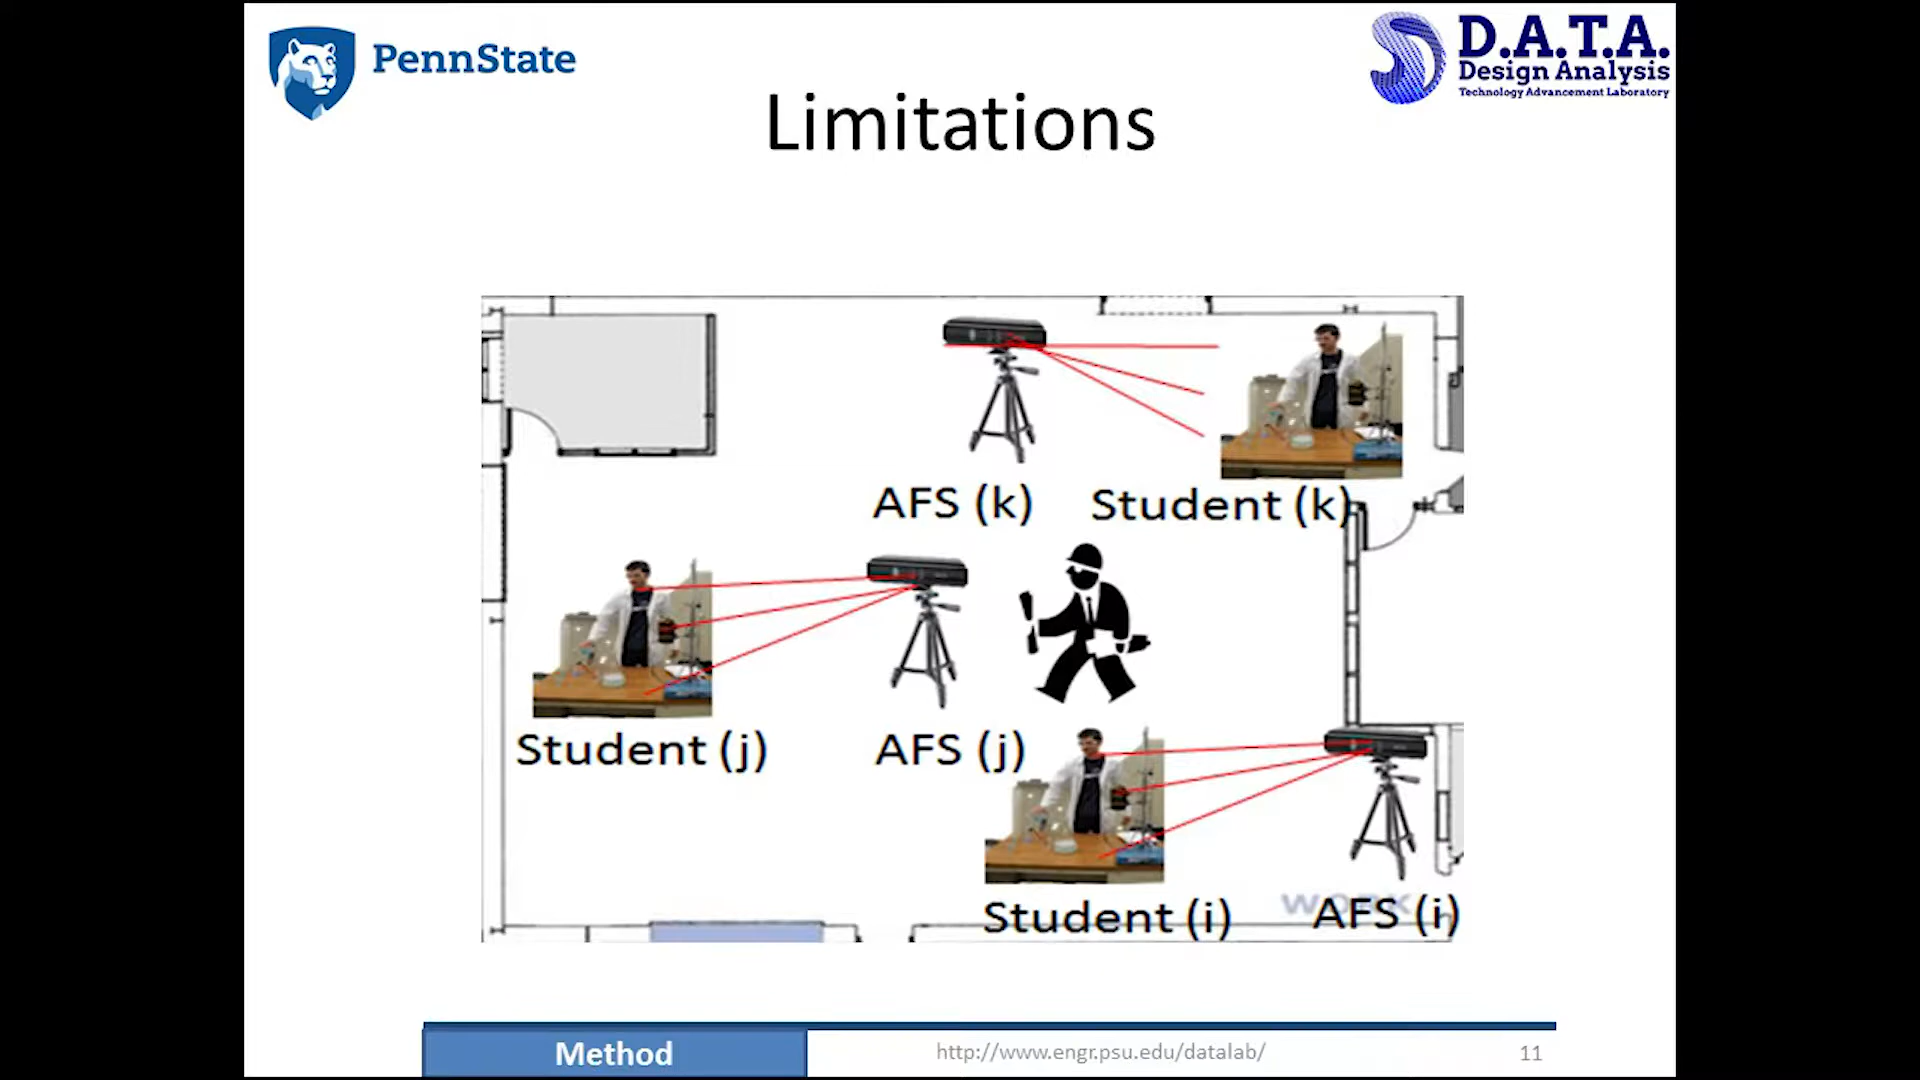 PennState
D.A.T.A.
Design Analysis
Technology Advancement Laboratory
Limitations
AFS (k)
Student (k)
Student (j)
AFS (j)
Student (i)
WORK
AFS (i)
Method
http://www.engr.psu.edu/datalab/
11